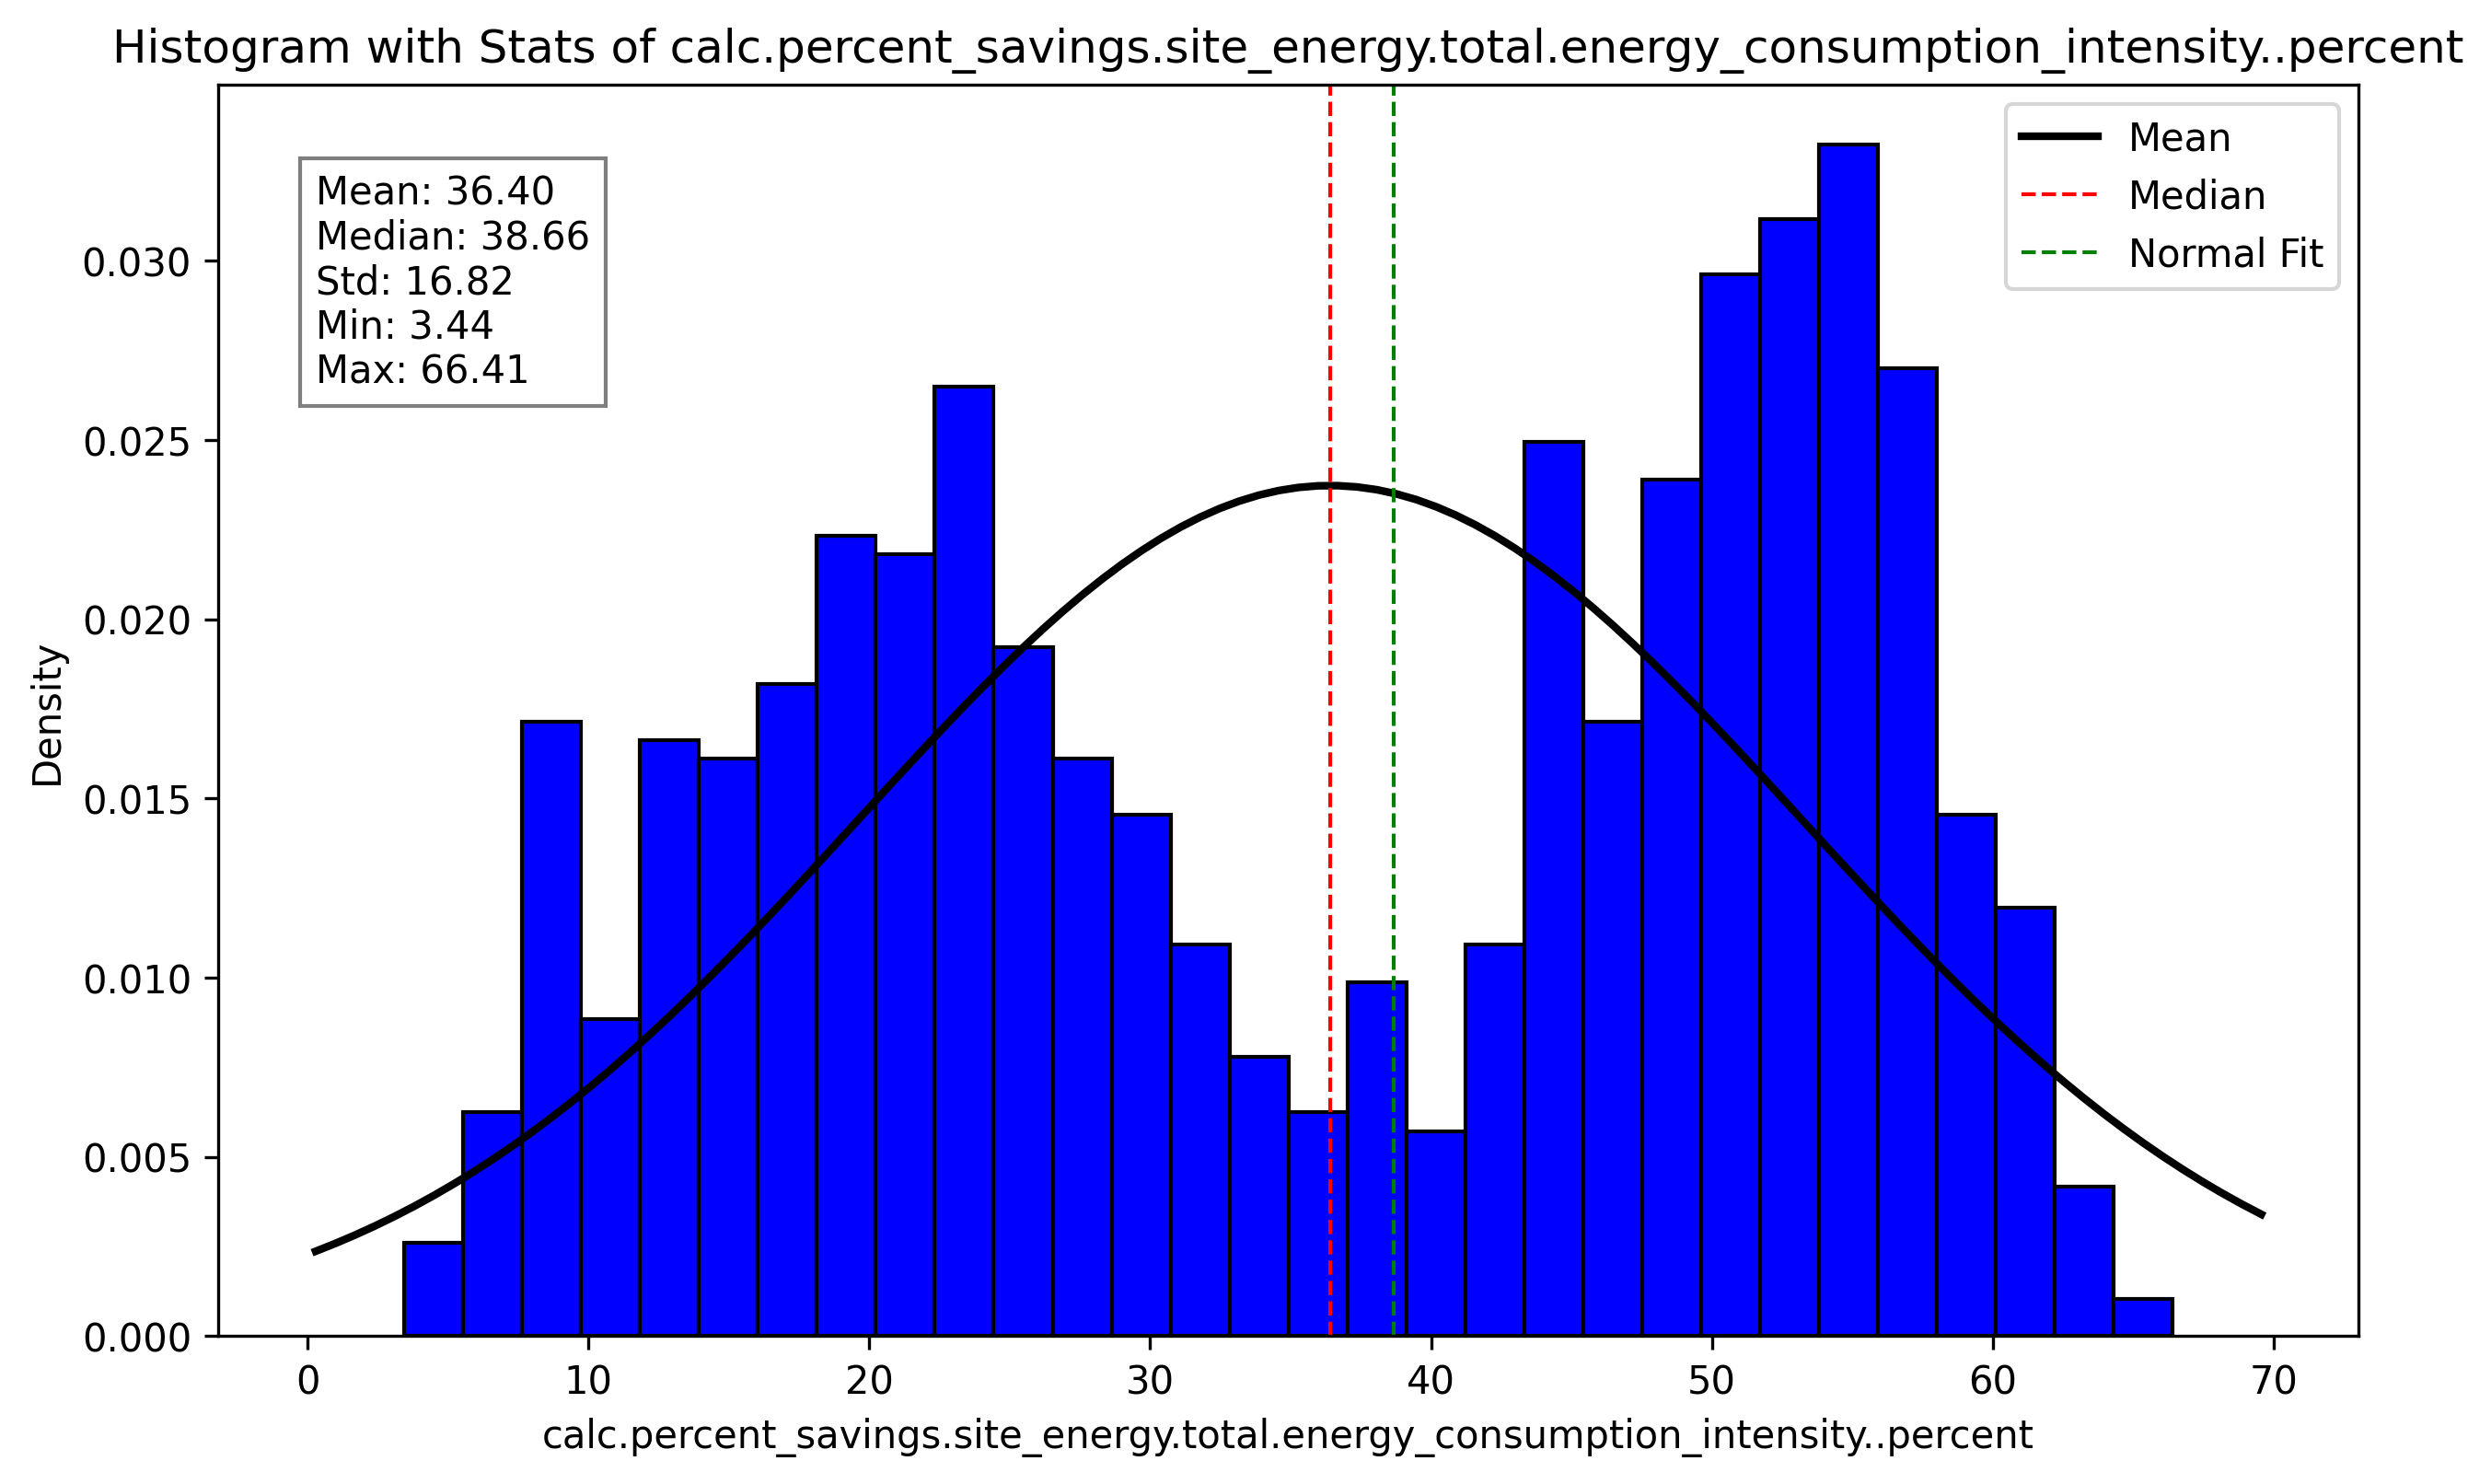 Histogram with Stats of calc.percent_savings.site_energy.total.energy_consumption_intensity..percent
Mean: 36.40
Median: 38.66
Std: 16.82
Min: 3.44
Max: 66.41
Mean
Median
Normal Fit
Density
0.030
0.025
0.020
0.015
0.010
0.005
0.000
0 10 20 30 40 50 60 70
calc.percent_savings.site_energy.total.energy_consumption_intensity..percent